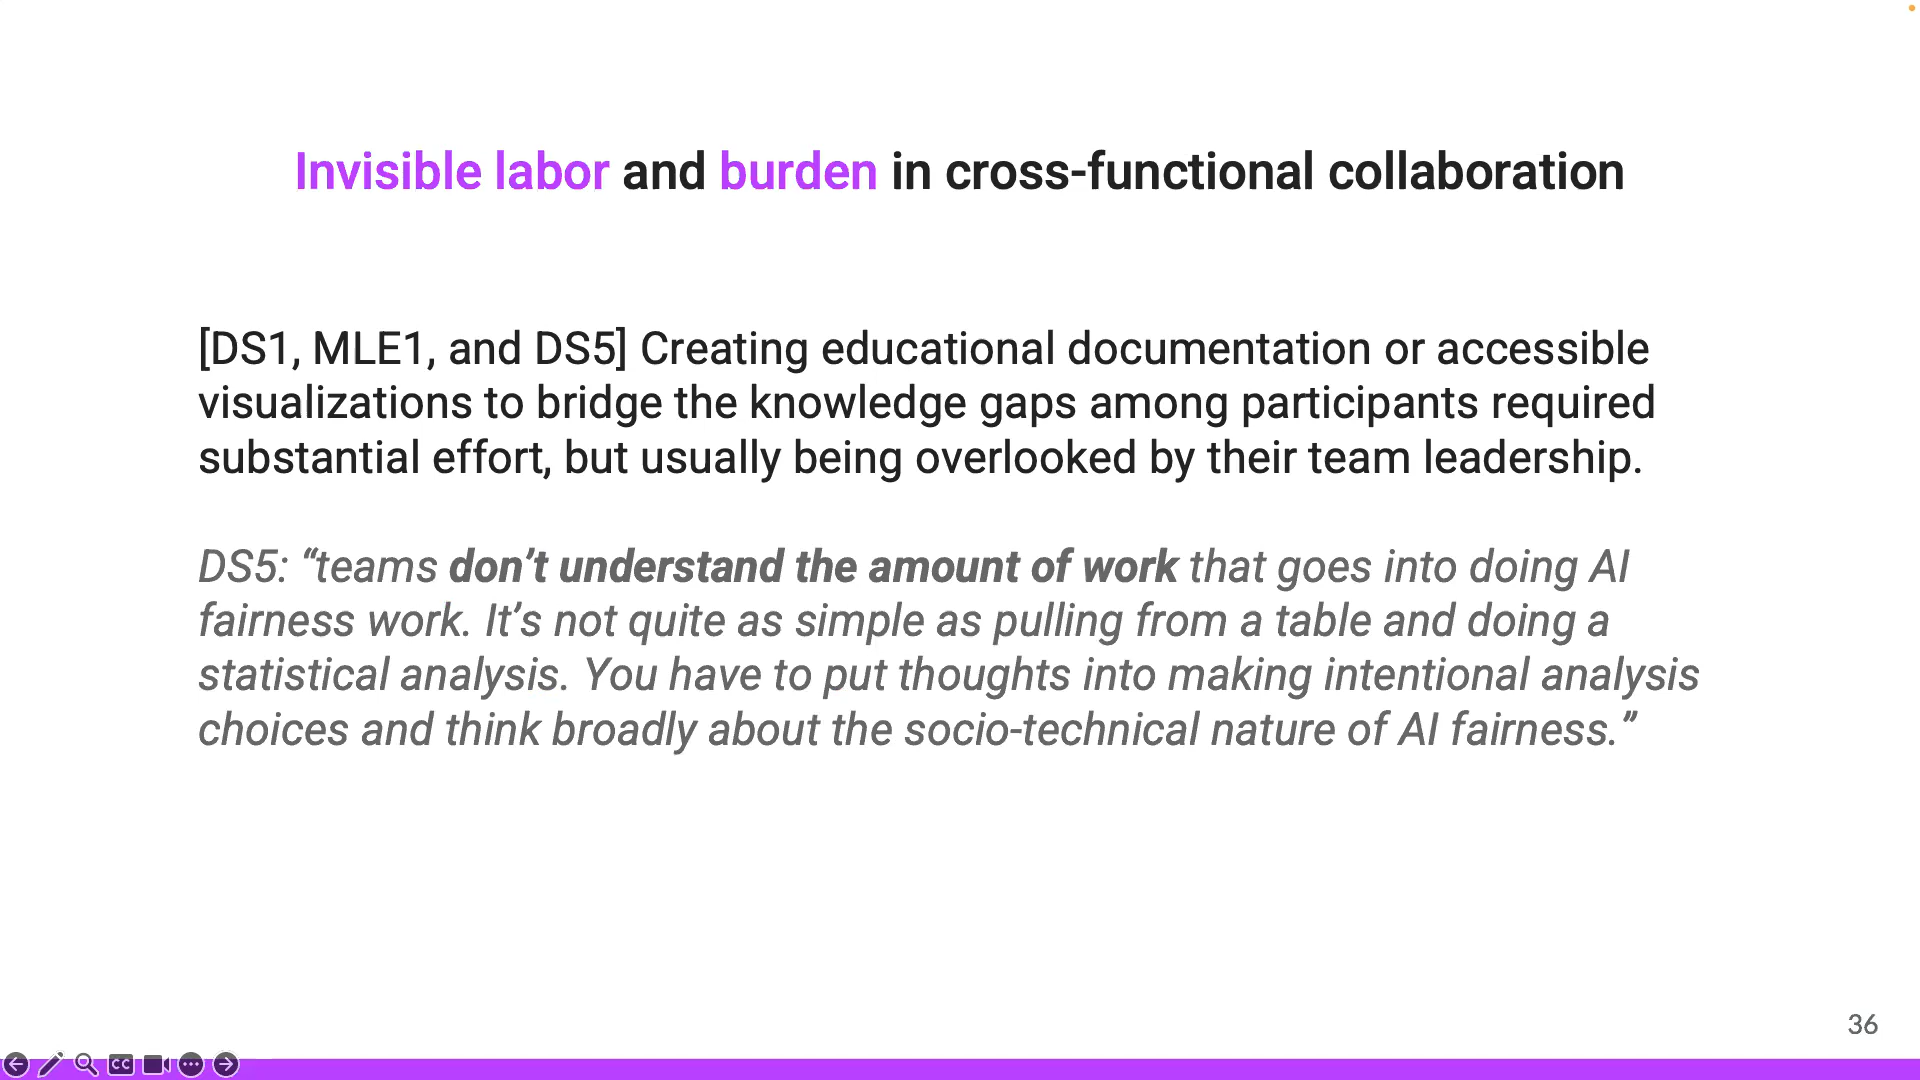 Invisible labor and burden in cross-functional collaboration
[DS1, MLE1, and DS5] Creating educational documentation or accessible
visualizations to bridge the knowledge gaps among participants required
substantial effort, but usually being overlooked by their team leadership.
DS5: “teams don’t understand the amount of work that goes into doing AI
fairness work. It’s not quite as simple as pulling from a table and doing a
statistical analysis. You have to put thoughts into making intentional analysis
choices and think broadly about the socio-technical nature of AI fairness.”
36
CC